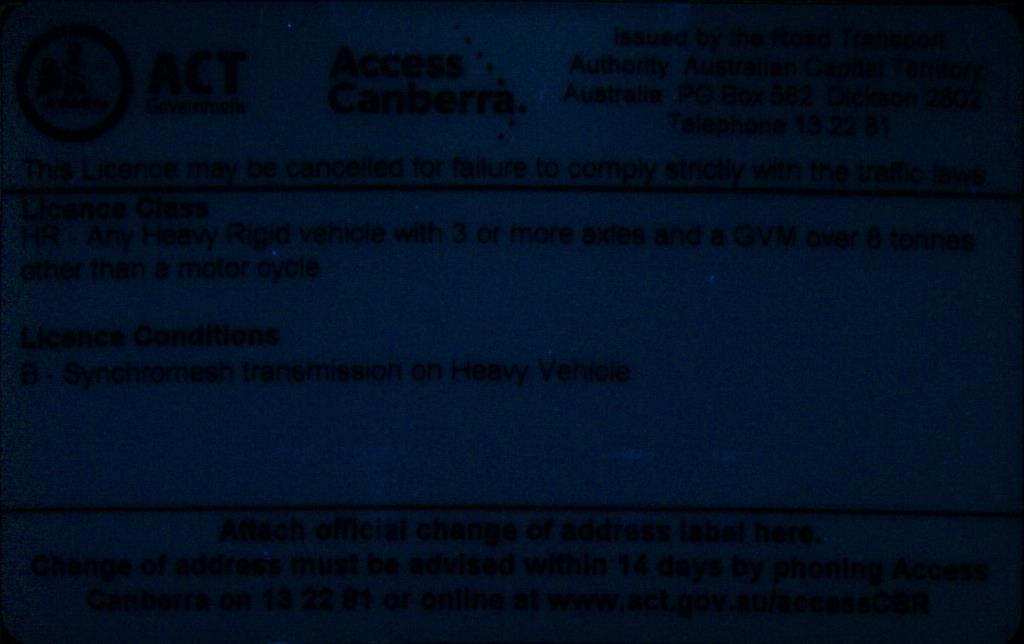 ACT
Government
Access
Canberra.
Issued by the Road Transport
Authority Australian Capital Territory
Australia PO Box 582 Dickson 2602
Telephone 13 22 81
This Licence may be cancelled for failure to comply strictly with the traffic laws
Licence Class
HR - Any Heavy Rigid vehicle with 3 or more axles and a GVM over 8 tonnes
other than a motor cycle
Licence Conditions
B - Synchromesh transmission on Heavy Vehicle
Attach official change of address label here.
Change of address must be advised within 14 days by phoning Access
Canberra on 13 22 81 or online at www.act.gov.au/accessCBR